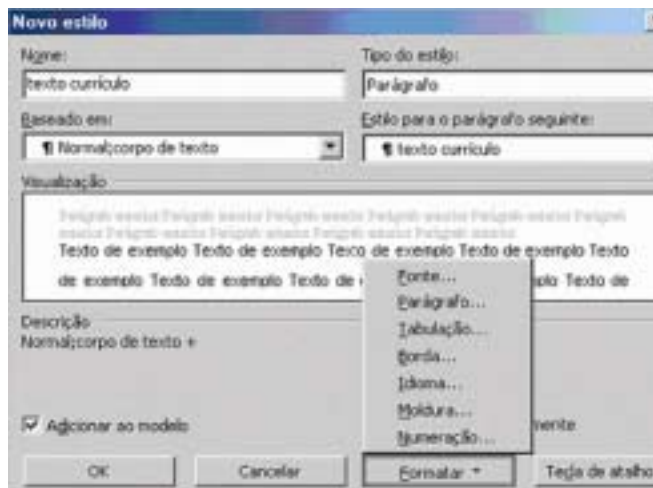 Novo estilo
Nome: Tipo do estilo:
texto currículo Parágrafo
Baseado em: Estilo para o parágrafo seguinte:
¶ Normal;corpo de texto ¶ texto currículo
Visualização
Texto de exemplo Texto de exemplo Texto de exemplo Texto de exemplo Texto
de exemplo Texto de exemplo Texto de Texto de
Fonte...
Parágrafo...
Tabulação...
Borda...
Idioma...
Moldura...
Numeração...
Descrição
Normal;corpo de texto +
Adicionar ao modelo mente
OK Cancelar Formatar Tecla de atalho